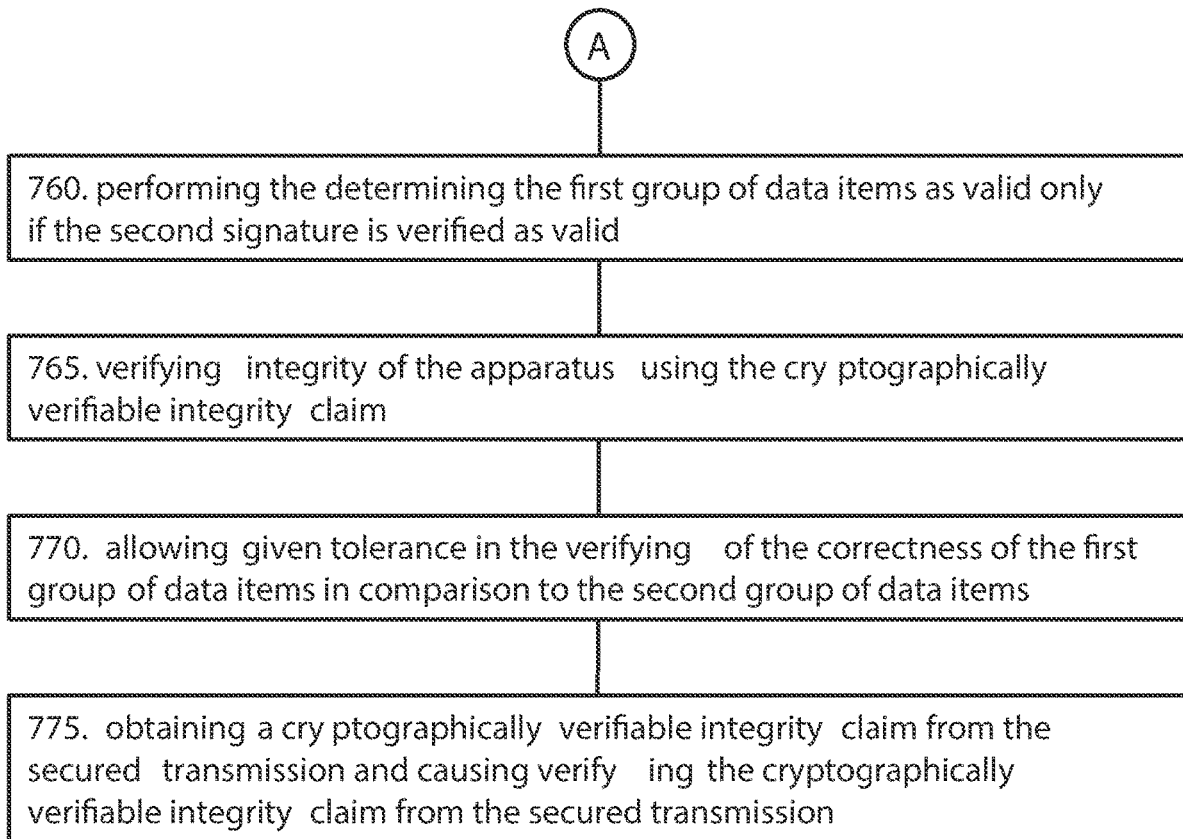 A
760. performing the determining the first group of data items as valid only
if the second signature is verified as valid
765. verifying integrity of the apparatus using the cry ptographically
verifiable integrity claim
770. allowing given tolerance in the verifying of the correctness of the first
group of data items in comparison to the second group of data items
775. obtaining a cry ptographically verifiable integrity claim from the
secured transmission and causing verify ing the cryptographically
verifiable integrity claim from the secured transmission